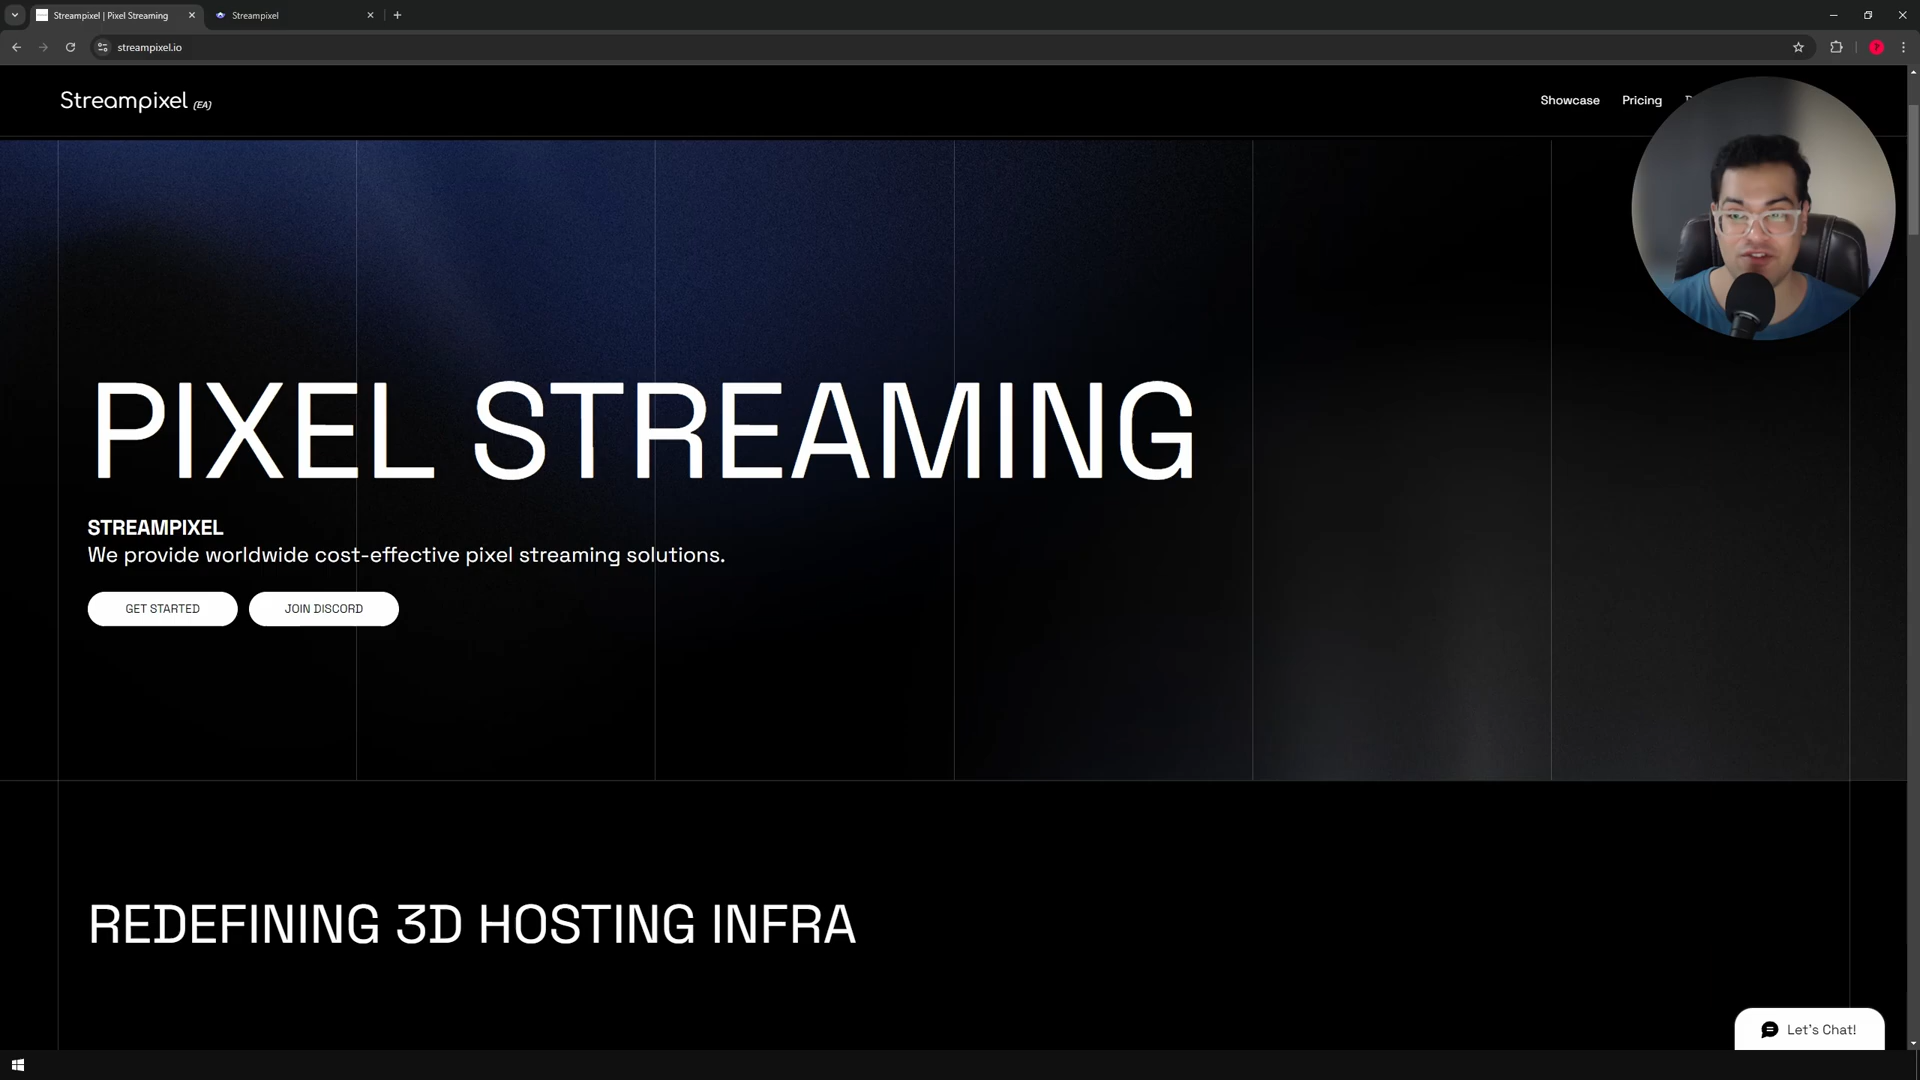 Streampixel | Pixel Streaming
Streampixel
streampixel.io
Streampixel (EA)
Showcase
Pricing
PIXEL STREAMING
STREAMPIXEL
We provide worldwide cost-effective pixel streaming solutions.
GET STARTED
JOIN DISCORD
REDEFINING 3D HOSTING INFRA
Let's Chat!